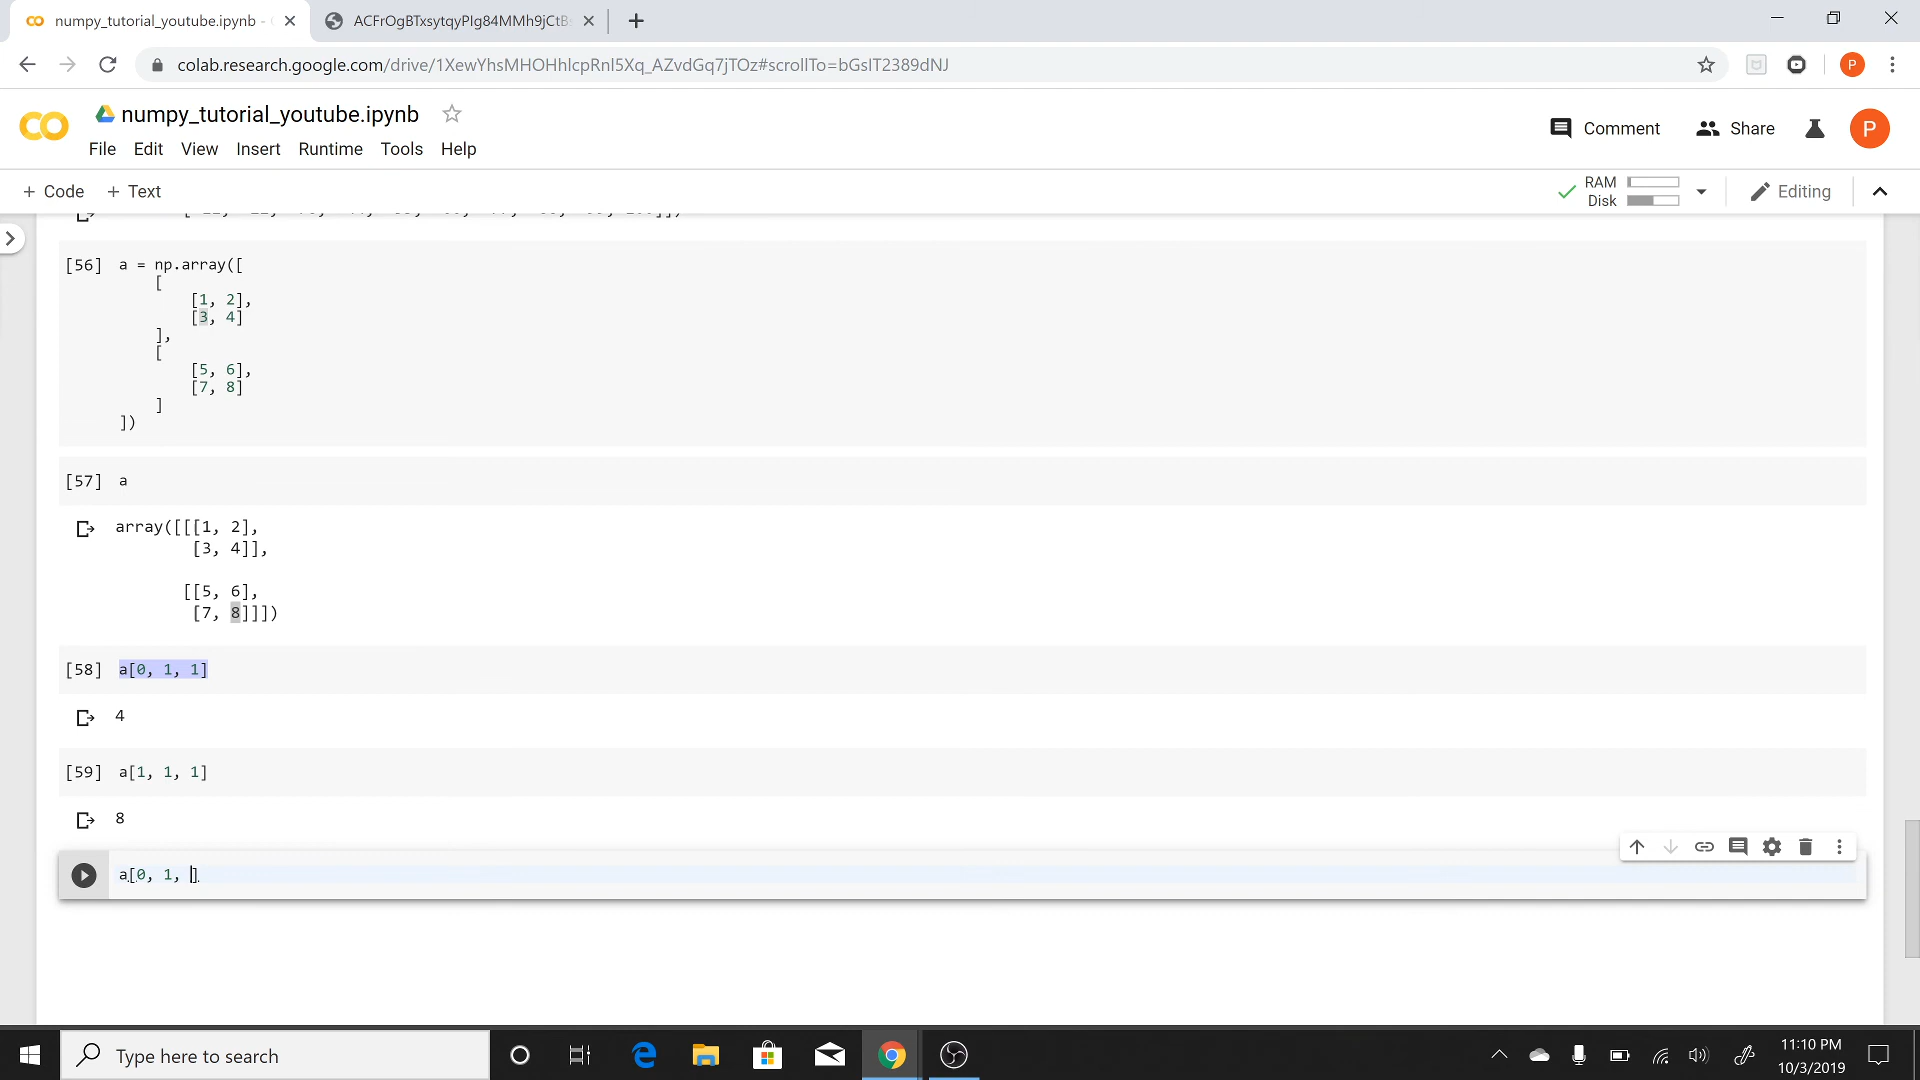 numpy_tutorial_youtube.ipynb -
ACFrOgBTxsytqyPIg84MMh9jCtB
colab.research.google.com/drive/1XewYhsMHOHhlcpRnI5Xq_AZvdGq7jTOz#scrollTo=bGsIT2389dNJ
P
numpy_tutorial_youtube.ipynb
File Edit View Insert Runtime Tools Help
Comment Share P
+ Code + Text
RAM
Disk
Editing
[56] a = np.array([
[
[1, 2],
[3, 4]
],
[
[5, 6],
[7, 8]
]
])
[57] a
array([[[1, 2],
[3, 4]],
[[5, 6],
[7, 8]]])
[58] a[0, 1, 1]
4
[59] a[1, 1, 1]
8
a[0, 1, ]
Type here to search
11:10 PM
10/3/2019